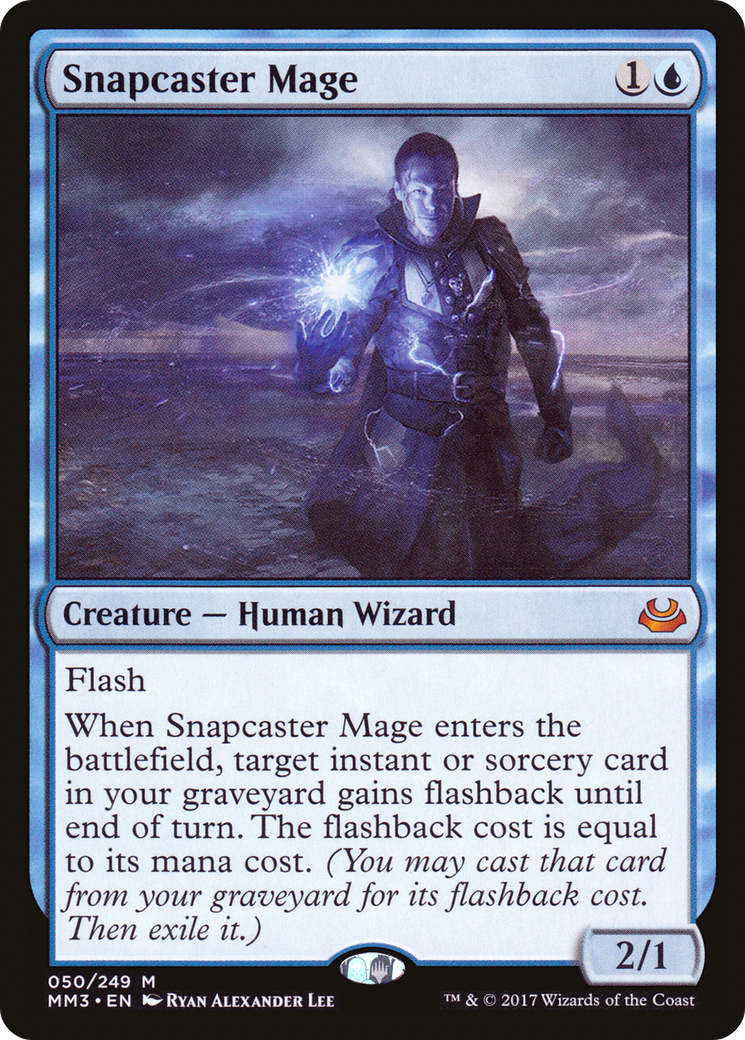 Snapcaster Mage 1
Creature — Human Wizard
Flash
When Snapcaster Mage enters the
battlefield, target instant or sorcery card
in your graveyard gains flashback until
end of turn. The flashback cost is equal
to its mana cost. (You may cast that card
from your graveyard for its flashback cost.
Then exile it.)
2/1
050/249 M
MM3 • EN Ryan Alexander Lee
™ & © 2017 Wizards of the Coast